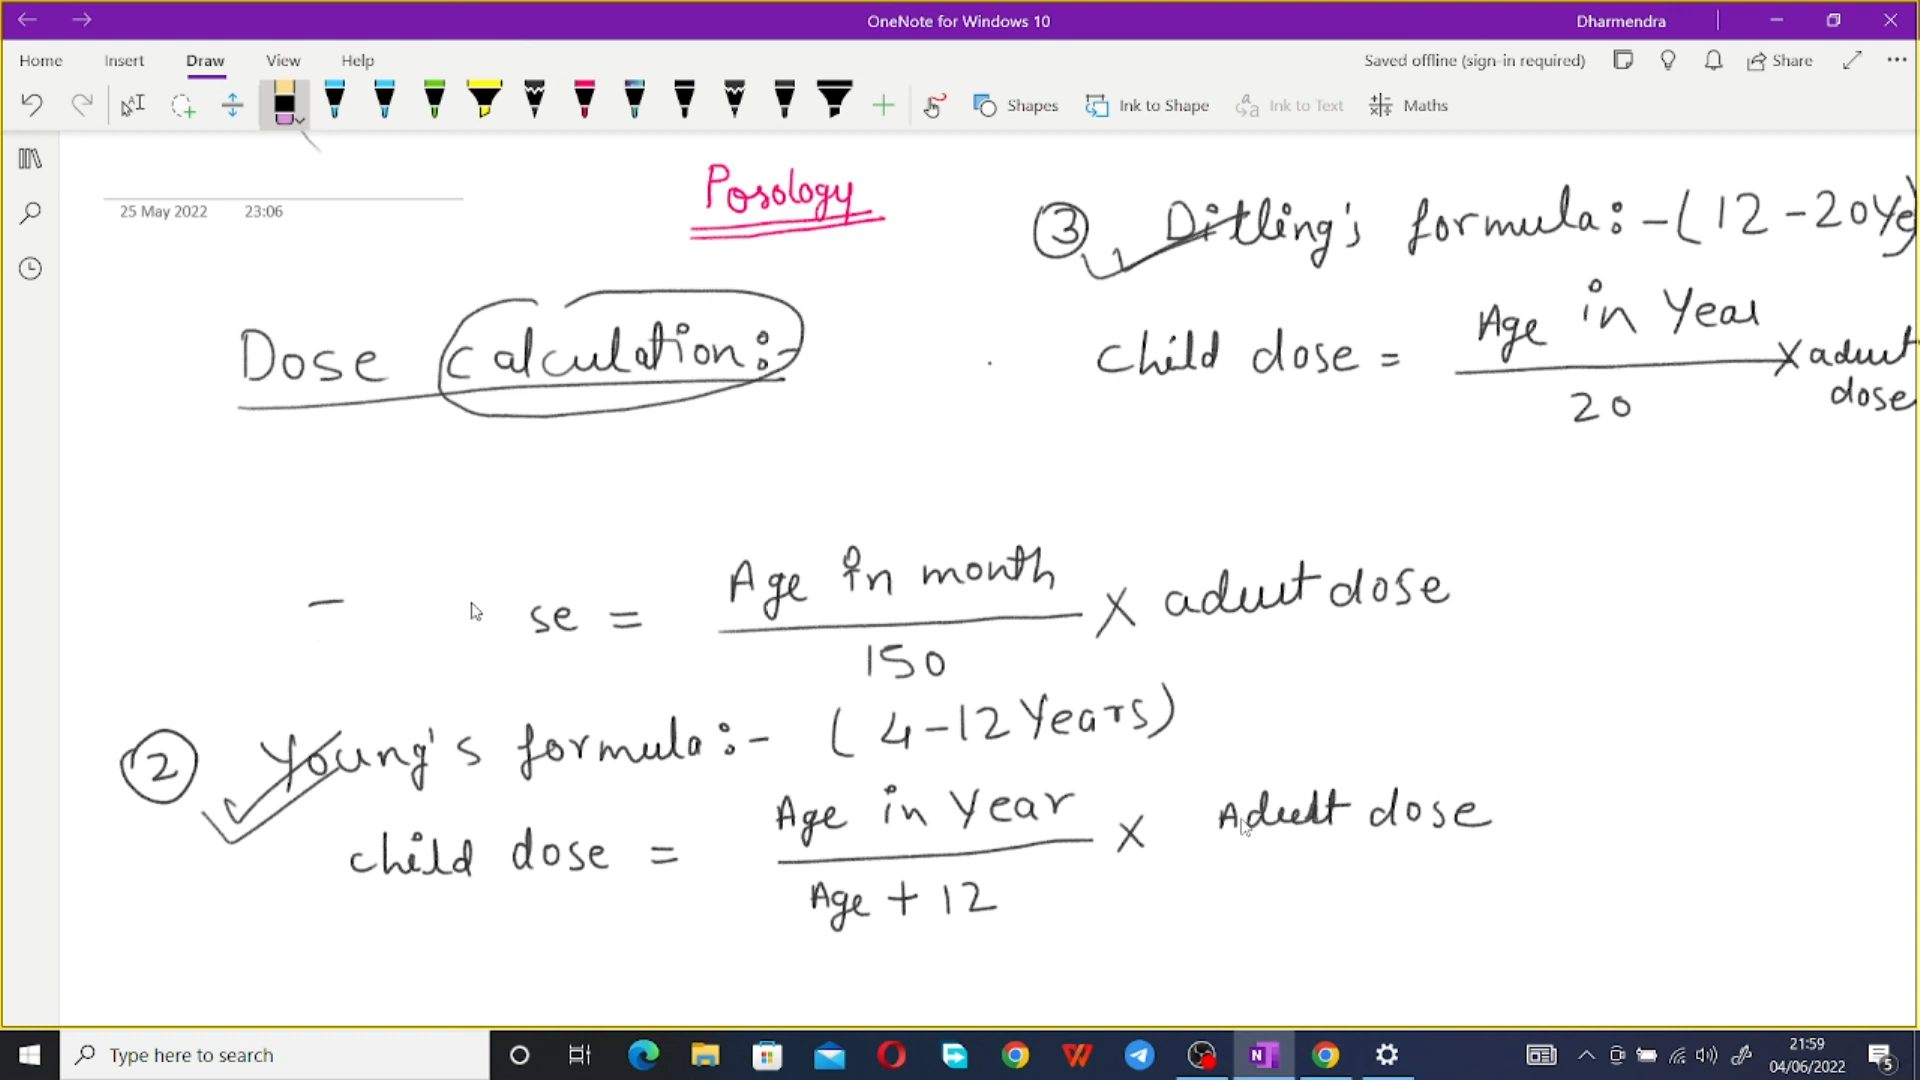 OneNote for Windows 10
Dharmendra
Home Insert Draw View Help
Saved offline (sign-in required) Share
Shapes Ink to Shape Ink to Text Maths
25 May 2022 23:06
Posology
Dose Calculation:-
se = Age in month / 150 X adult dose
2 Young's formula:- (4-12 Years)
child dose = Age in Year / Age + 12 X Adult dose
3 Ditling's formula:- (12-20Ye)
child dose = Age in Year / 20 X adult dose
Type here to search
21:59
04/06/2022
5